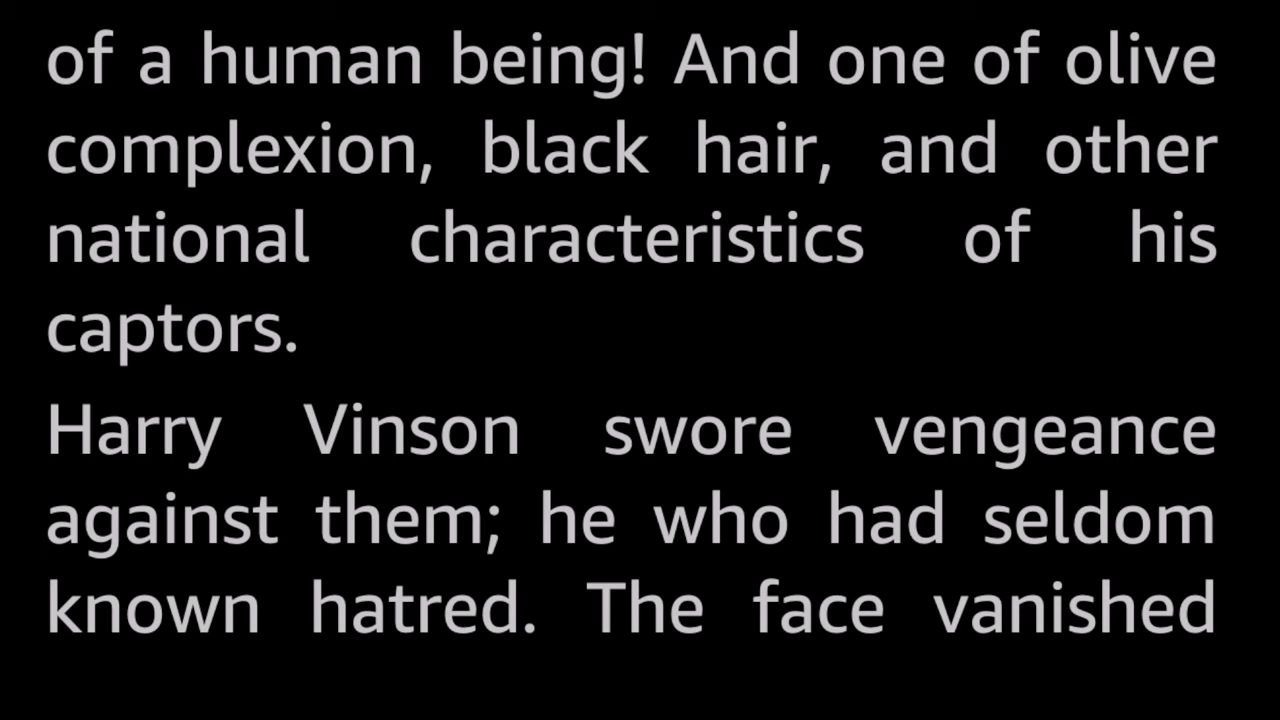 of a human being! And one of olive
complexion, black hair, and other
national characteristics of his
captors.
Harry Vinson swore vengeance
against them; he who had seldom
known hatred. The face vanished